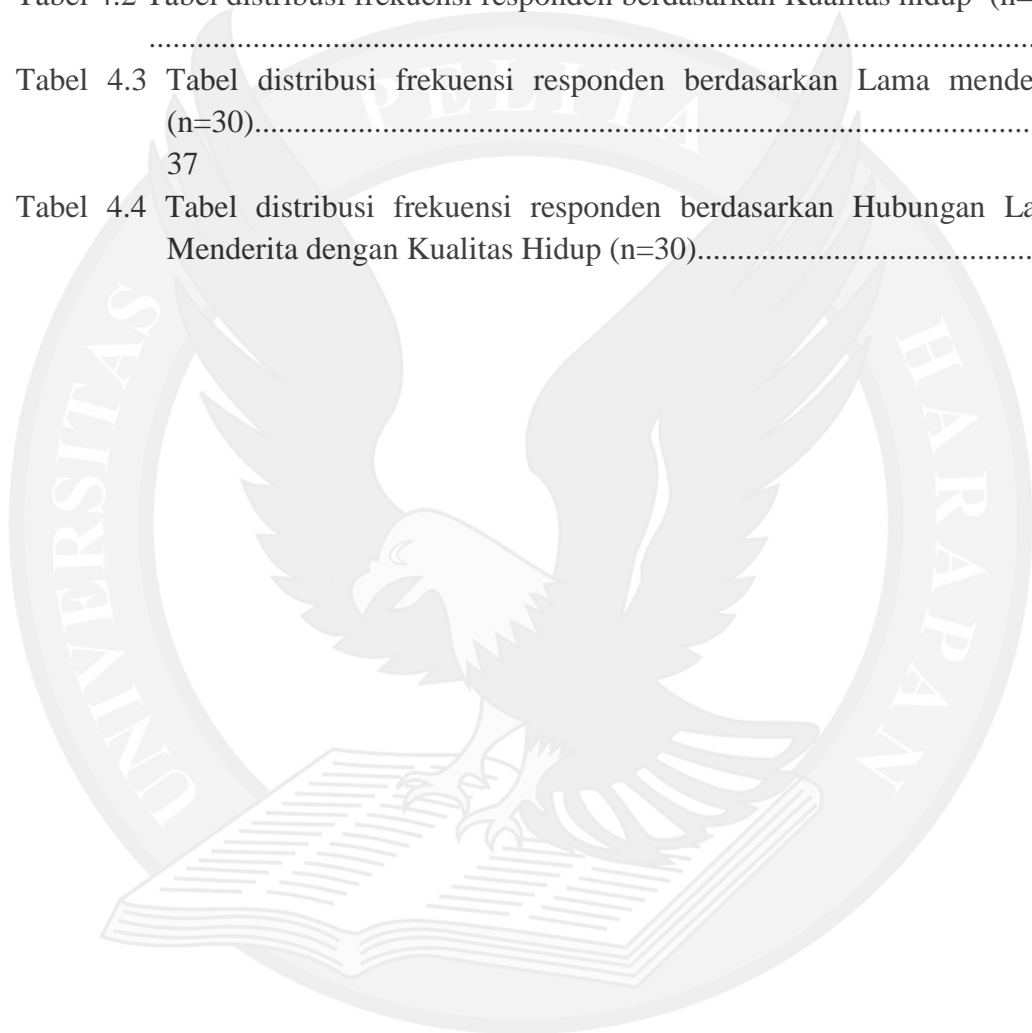 Tabel 4.2 Tabel distribusi frekuensi responden berdasarkan Kualitas hidup (n=
................................................................................................................
Tabel 4.3 Tabel distribusi frekuensi responden berdasarkan Lama mende
(n=30)................................................................................................
37
Tabel 4.4 Tabel distribusi frekuensi responden berdasarkan Hubungan La
Menderita dengan Kualitas Hidup (n=30)..........................................
UNIVERSITAS PELITA HARAPAN